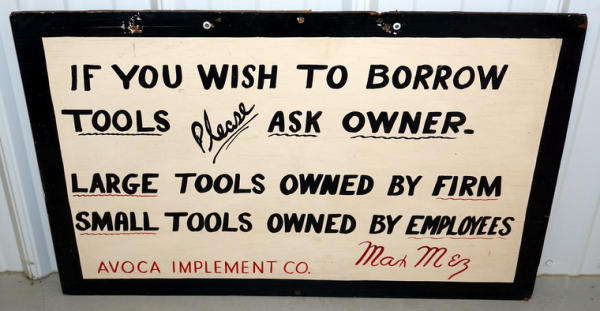 IF YOU WISH TO BORROW
TOOLS Please ASK OWNER.
LARGE TOOLS OWNED BY FIRM
SMALL TOOLS OWNED BY EMPLOYEES
AVOCA IMPLEMENT CO.